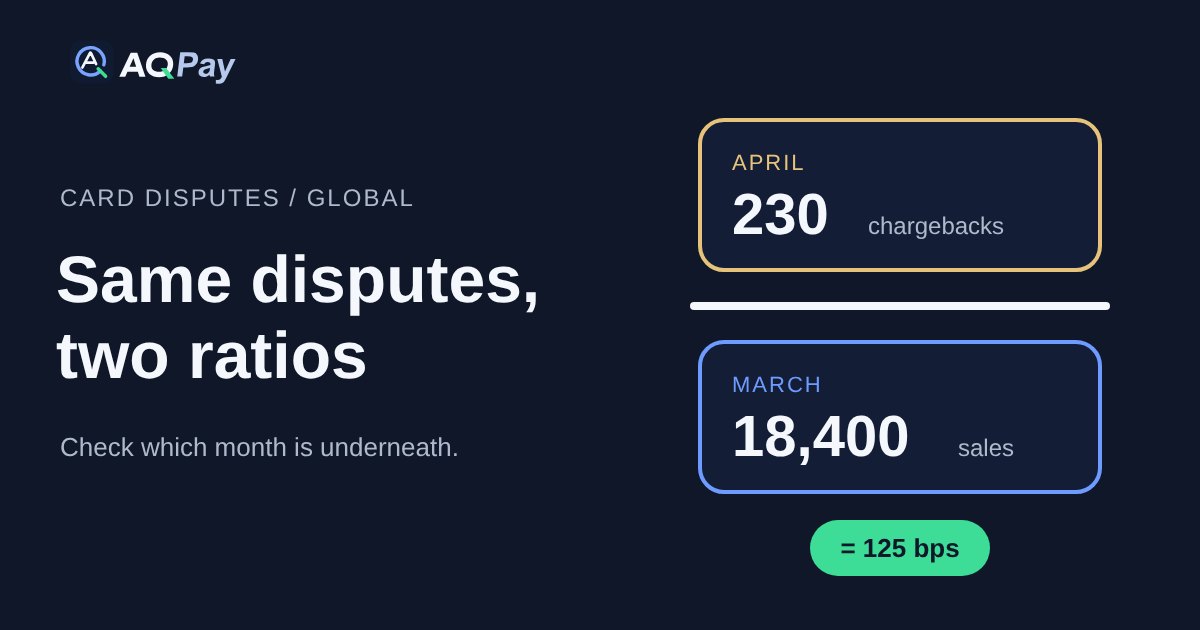 AQPay
CARD DISPUTES / GLOBAL
Same disputes,
two ratios
Check which month is underneath.
APRIL
230 chargebacks
MARCH
18,400 sales
= 125 bps